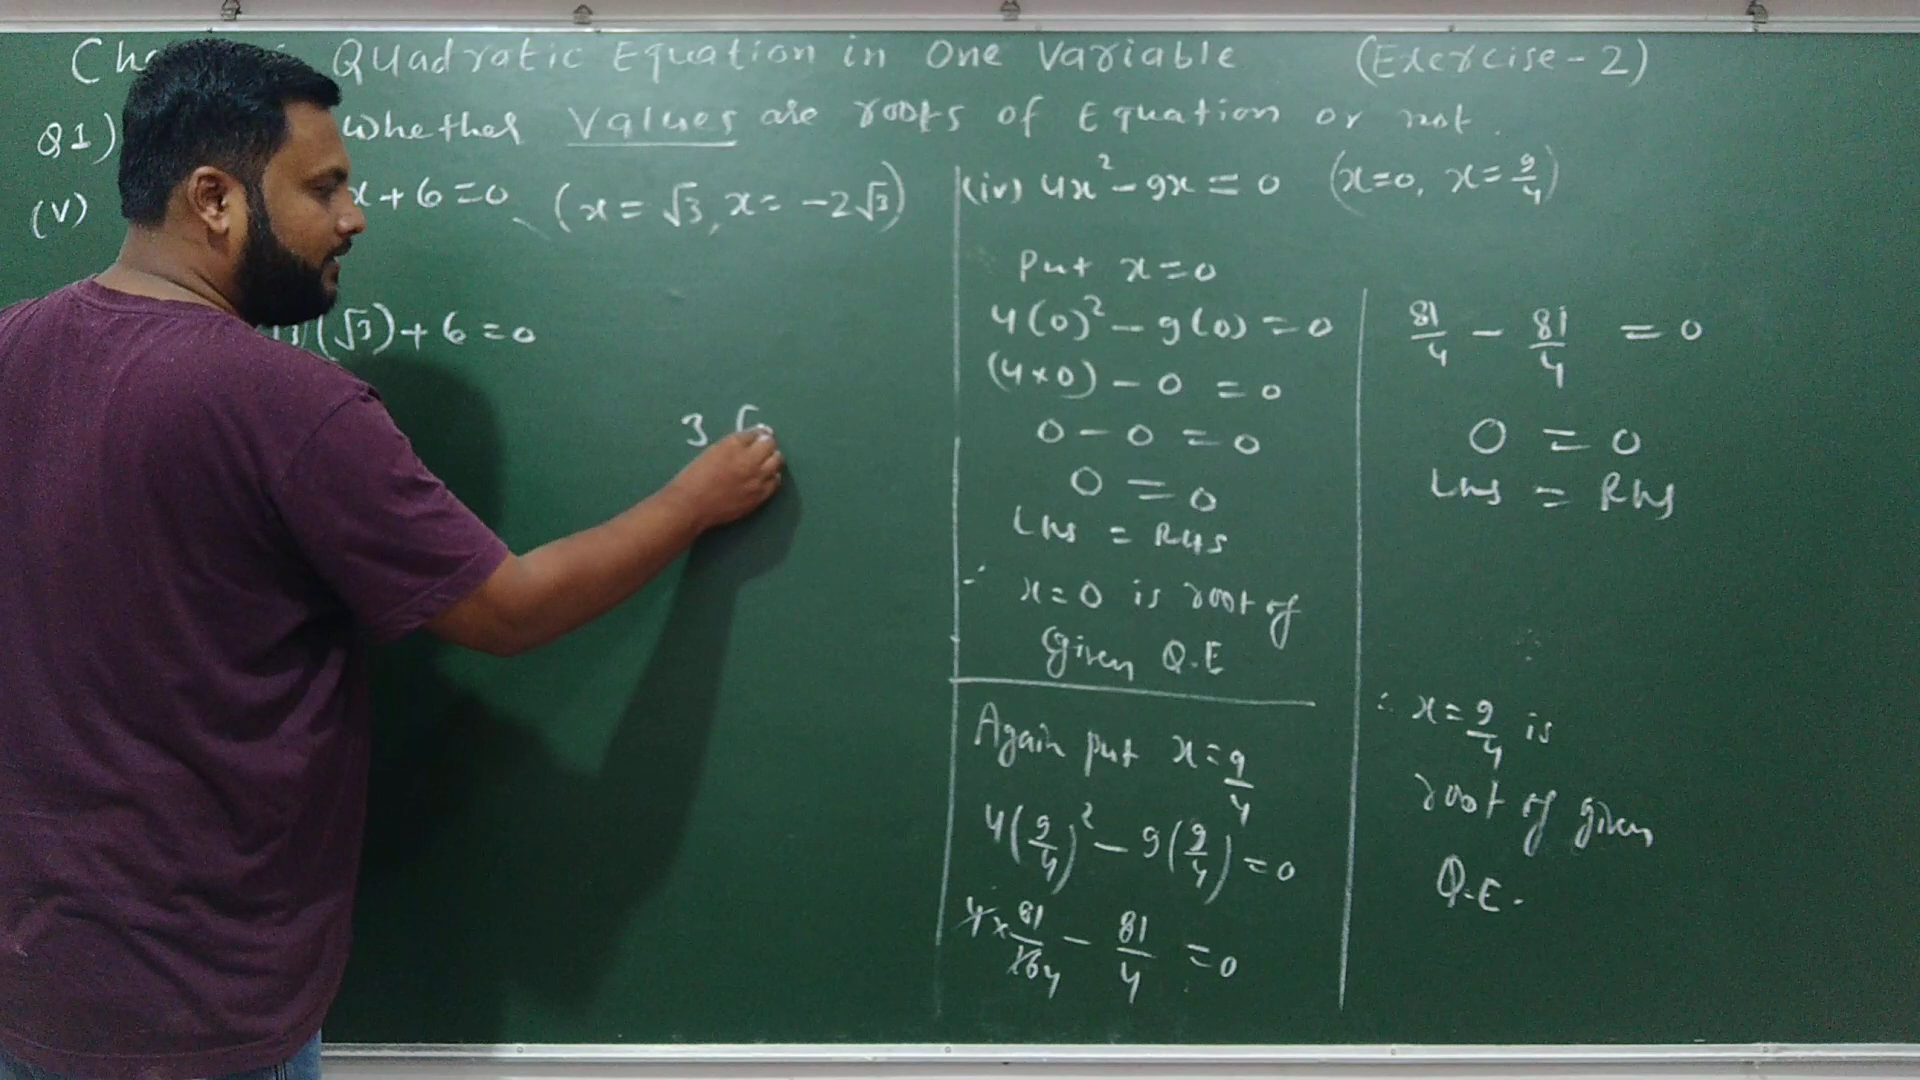 Quadratic Equation in One Variable (Exercise-2)
Q1) Whether Values are roots of Equation or not.
(V) x+6=0 (x=√3, x=-2√3)
(√3)+6=0
3
(iv) 4x²-9x=0 (x=0, x=9/4)
Put x=0
4(0)²-9(0)=0
(4×0)-0=0
0-0=0
0=0
LHS = RHS
∴ x=0 is root of
Given Q.E
Again put x=9/4
4(9/4)²-9(9/4)=0
4×81/16 4 - 81/4 =0
81/4 - 81/4 =0
0=0
LHS = RHS
∴ x=9/4 is
root of given
Q.E.